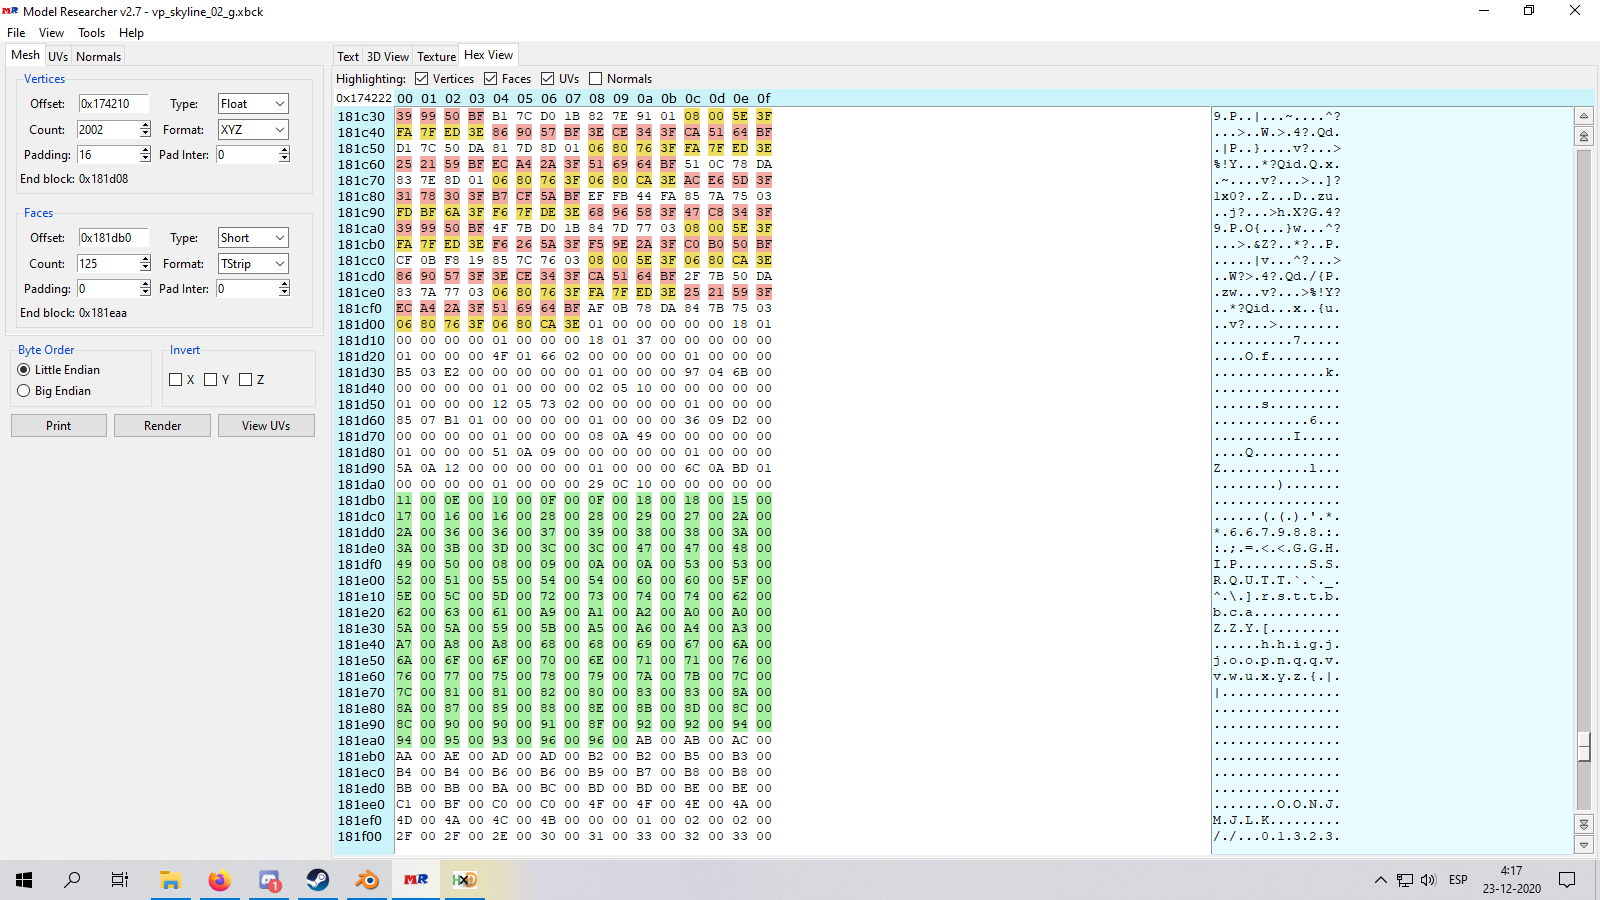 MR Model Researcher v2.7 - vp_skyline_02_g.xbck
File View Tools Help
Mesh UVs Normals
Text 3D View Texture Hex View
Vertices
Offset: 0x174210 Type: Float
Count: 2002 Format: XYZ
Padding: 16 Pad Inter: 0
End block: 0x181d08
Faces
Offset: 0x181db0 Type: Short
Count: 125 Format: TStrip
Padding: 0 Pad Inter: 0
End block: 0x181eaa
Byte Order
Little Endian
Big Endian
Invert
X Y Z
Print Render View UVs
Highlighting: Vertices Faces UVs Normals
0x174222 00 01 02 03 04 05 06 07 08 09 0a 0b 0c 0d 0e 0f
181c30 39 99 50 BF B1 7C D0 1B 82 7E 91 01 08 00 5E 3F 9.P..|...~....^?
181c40 FA 7F ED 3E 86 90 57 BF 3E CE 34 3F CA 51 64 BF ...>..W.>.4?.Qd.
181c50 D1 7C 50 DA 81 7D 8D 01 06 80 76 3F FA 7F ED 3E .|P..}....v?...>
181c60 25 21 59 BF EC A4 2A 3F 51 69 64 BF 51 0C 78 DA %!Y...*?Qid.Q.x.
181c70 83 7E 8D 01 06 80 76 3F 06 80 CA 3E AC E6 5D 3F .~....v?...>..]?
181c80 31 78 30 3F B7 CF 5A BF EF FB 44 FA 85 7A 75 03 1x0?..Z...D..zu.
181c90 FD BF 6A 3F F6 7F DE 3E 68 96 58 3F 47 C8 34 3F ..j?...>h.X?G.4?
181ca0 39 99 50 BF 4F 7B D0 1B 84 7D 77 03 08 00 5E 3F 9.P.O{...}w...^?
181cb0 FA 7F ED 3E F6 26 5A 3F F5 9E 2A 3F C0 B0 50 BF ...>.&Z?..*?..P.
181cc0 CF 0B F8 19 85 7C 76 03 08 00 5E 3F 06 80 CA 3E .....|v...^?...>
181cd0 86 90 57 3F 3E CE 34 3F CA 51 64 BF 2F 7B 50 DA ..W?>.4?.Qd./{P.
181ce0 83 7A 77 03 06 80 76 3F FA 7F ED 3E 25 21 59 3F .zw...v?...>%!Y?
181cf0 EC A4 2A 3F 51 69 64 BF AF 0B 78 DA 84 7B 75 03 ..*?Qid...x..{u.
181d00 06 80 76 3F 06 80 CA 3E 01 00 00 00 00 00 18 01 ..v?...>........
181d10 00 00 00 00 01 00 00 00 18 01 37 00 00 00 00 00 ..........7.....
181d20 01 00 00 00 4F 01 66 02 00 00 00 00 01 00 00 00 ....O.f.........
181d30 B5 03 E2 00 00 00 00 00 01 00 00 00 97 04 6B 00 ..............k.
181d40 00 00 00 00 01 00 00 00 02 05 10 00 00 00 00 00 ................
181d50 01 00 00 00 12 05 73 02 00 00 00 00 01 00 00 00 ......s.........
181d60 85 07 B1 01 00 00 00 00 01 00 00 00 36 09 D2 00 ............6...
181d70 00 00 00 00 01 00 00 00 08 0A 49 00 00 00 00 00 ..........I.....
181d80 01 00 00 00 51 0A 09 00 00 00 00 00 01 00 00 00 ....Q...........
181d90 5A 0A 12 00 00 00 00 00 01 00 00 00 6C 0A BD 01 Z...........l...
181da0 00 00 00 00 01 00 00 00 29 0C 10 00 00 00 00 00 ........).......
181db0 11 00 0E 00 10 00 0F 00 0F 00 18 00 18 00 15 00 ................
181dc0 17 00 16 00 16 00 28 00 28 00 29 00 27 00 2A 00 ......(.(.).'.*.
181dd0 2A 00 36 00 36 00 37 00 39 00 38 00 38 00 3A 00 *.6.6.7.9.8.8.:.
181de0 3A 00 3B 00 3D 00 3C 00 3C 00 47 00 47 00 48 00 :.;.=.<.<.G.G.H.
181df0 49 00 50 00 08 00 09 00 0A 00 0A 00 53 00 53 00 I.P.........S.S.
181e00 52 00 51 00 55 00 54 00 54 00 60 00 60 00 5F 00 R.Q.U.T.T.`.`._.
181e10 5E 00 5C 00 5D 00 72 00 73 00 74 00 74 00 62 00 ^.\.].r.s.t.t.b.
181e20 62 00 63 00 61 00 A9 00 A1 00 A2 00 A0 00 A0 00 b.c.a...........
181e30 5A 00 5A 00 59 00 5B 00 A5 00 A6 00 A4 00 A3 00 Z.Z.Y.[.........
181e40 A7 00 A8 00 A8 00 68 00 68 00 69 00 67 00 6A 00 ......h.h.i.g.j.
181e50 6A 00 6F 00 6F 00 70 00 6E 00 71 00 71 00 76 00 j.o.o.p.n.q.q.v.
181e60 76 00 77 00 75 00 78 00 79 00 7A 00 7B 00 7C 00 v.w.u.x.y.z.{.|.
181e70 7C 00 81 00 81 00 82 00 80 00 83 00 83 00 8A 00 |...............
181e80 8A 00 87 00 89 00 88 00 8E 00 8B 00 8D 00 8C 00 ................
181e90 8C 00 90 00 90 00 91 00 8F 00 92 00 92 00 94 00 ................
181ea0 94 00 95 00 93 00 96 00 96 00 AB 00 AB 00 AC 00 ................
181eb0 AA 00 AE 00 AD 00 AD 00 B2 00 B2 00 B5 00 B3 00 ................
181ec0 B4 00 B4 00 B6 00 B6 00 B9 00 B7 00 B8 00 B8 00 ................
181ed0 BB 00 BB 00 BA 00 BC 00 BD 00 BD 00 BE 00 BE 00 ................
181ee0 C1 00 BF 00 C0 00 C0 00 4F 00 4F 00 4E 00 4A 00 ........O.O.N.J.
181ef0 4D 00 4A 00 4C 00 4B 00 00 00 01 00 02 00 02 00 M.J.L.K.........
181f00 2F 00 2F 00 2E 00 30 00 31 00 33 00 32 00 33 00 /./...0.1.3.2.3.
1 MR HxD ESP 4:17
23-12-2020